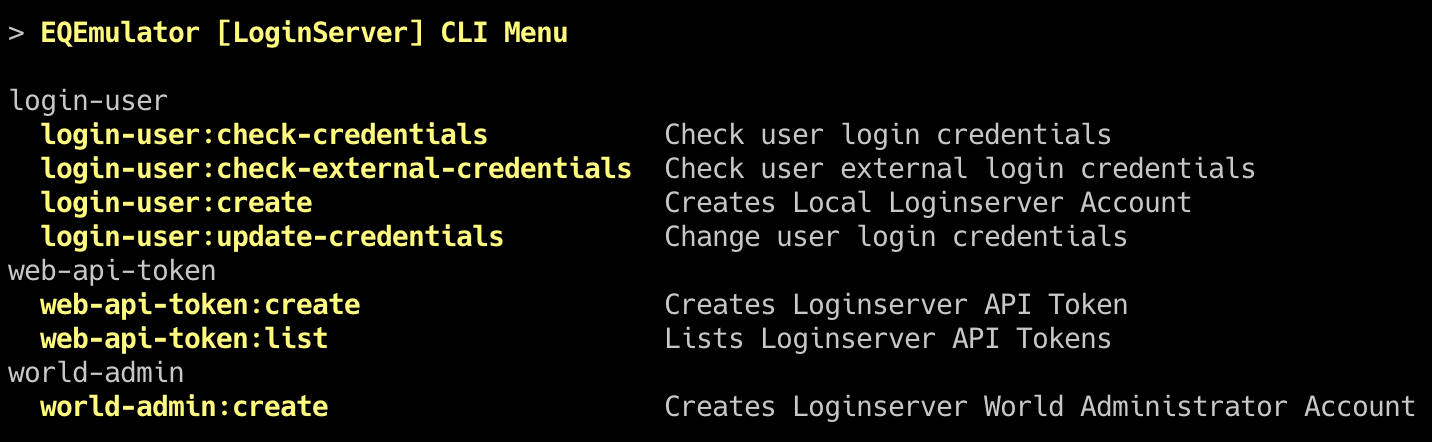 > EQEmulator [LoginServer] CLI Menu
login-user
login-user:check-credentials Check user login credentials
login-user:check-external-credentials Check user external login credentials
login-user:create Creates Local Loginserver Account
login-user:update-credentials Change user login credentials
web-api-token
web-api-token:create Creates Loginserver API Token
web-api-token:list Lists Loginserver API Tokens
world-admin
world-admin:create Creates Loginserver World Administrator Account